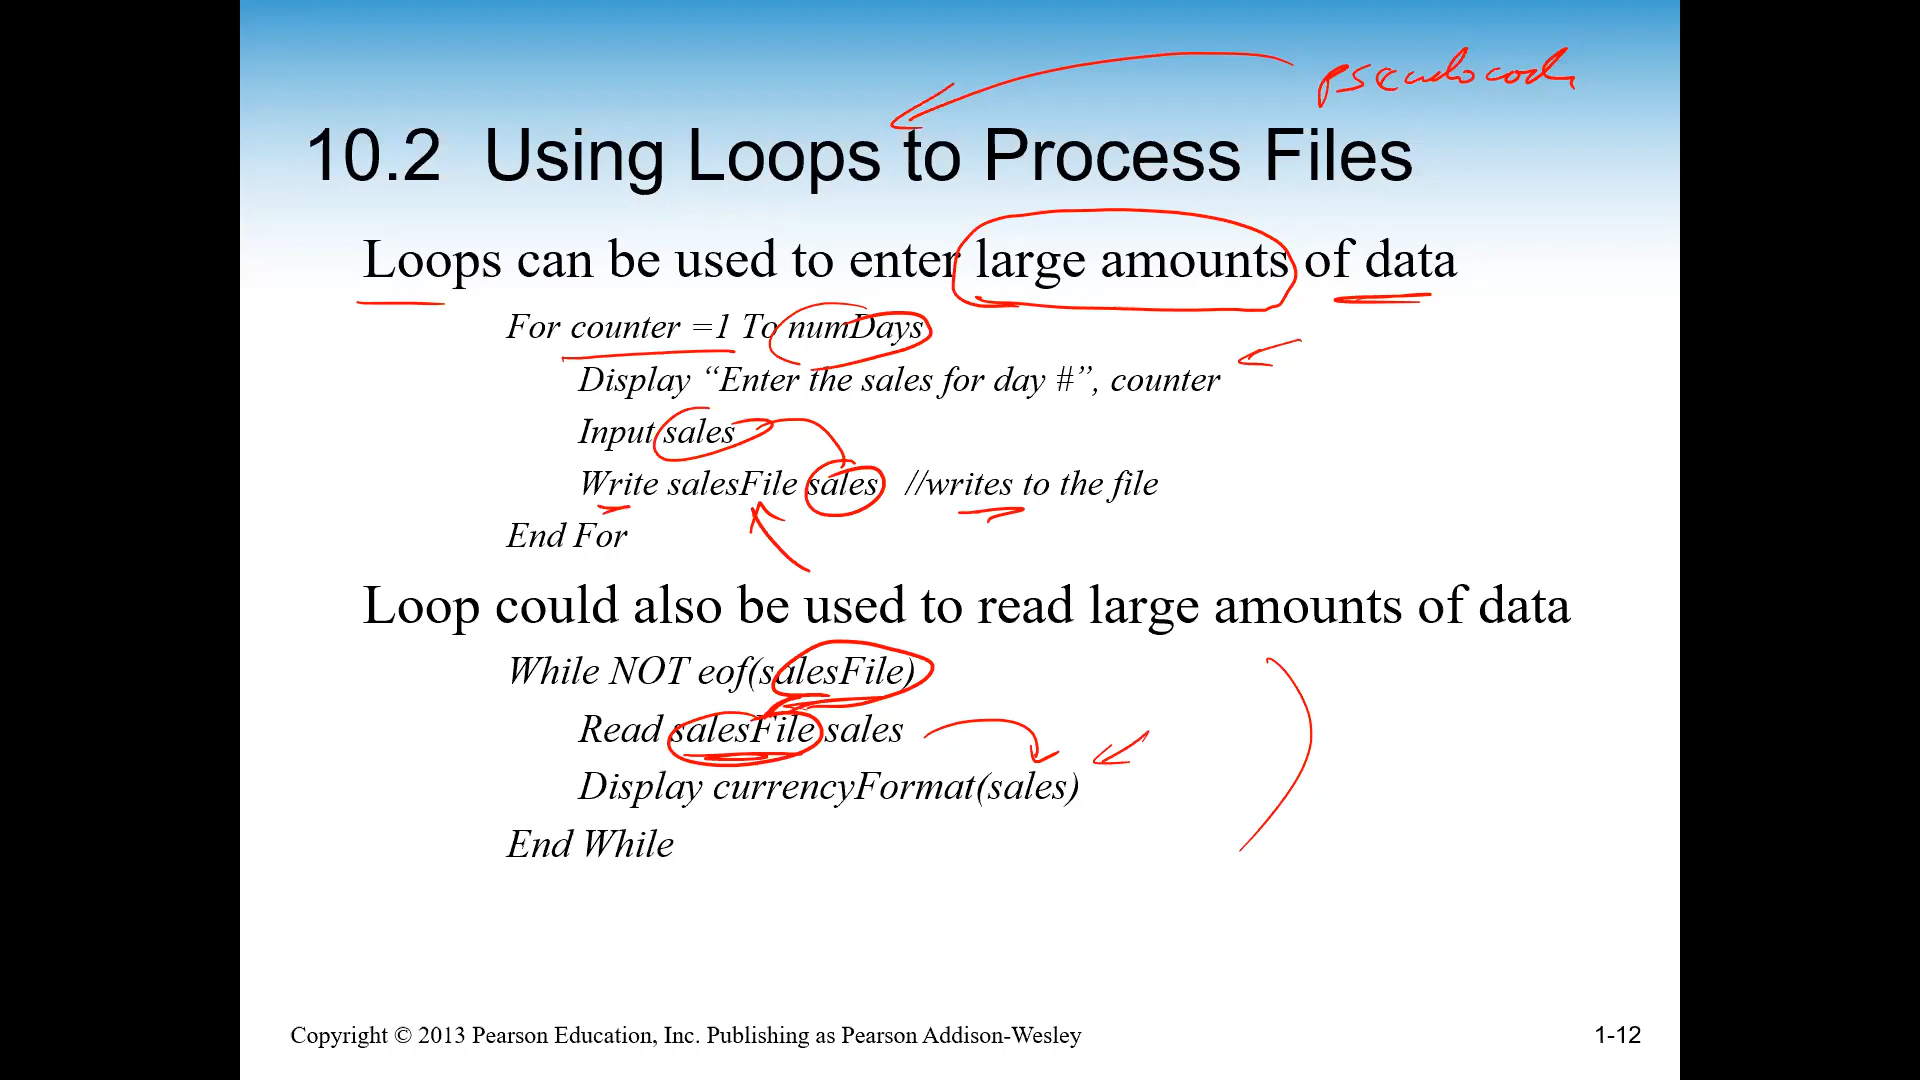 pseudocode
10.2 Using Loops to Process Files
Loops can be used to enter large amounts of data
For counter =1 To numDays
Display “Enter the sales for day #”, counter
Input sales
Write salesFile sales //writes to the file
End For
Loop could also be used to read large amounts of data
While NOT eof(salesFile)
Read salesFile sales
Display currencyFormat(sales)
End While
Copyright © 2013 Pearson Education, Inc. Publishing as Pearson Addison-Wesley
1-12